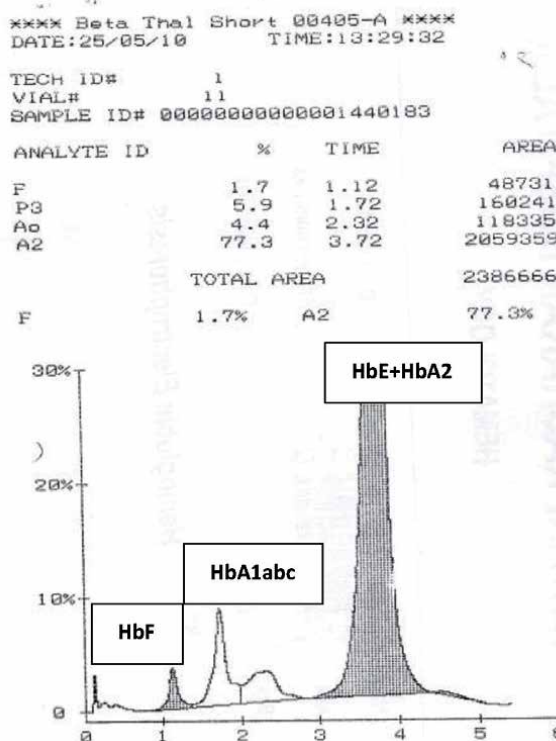 **** Beta Thal Short 00405-A ****
DATE:25/05/10 TIME:13:29:32
TECH ID# 1
VIAL# 11
SAMPLE ID# 00000000000001440183
ANALYTE ID % TIME AREA
F 1.7 1.12 48731
P3 5.9 1.72 160241
Ao 4.4 2.32 118335
A2 77.3 3.72 2059359
TOTAL AREA 2386666
F 1.7% A2 77.3%
30%
HbE+HbA2
20%
HbA1abc
10%
HbF
0
0 1 2 3 4 5